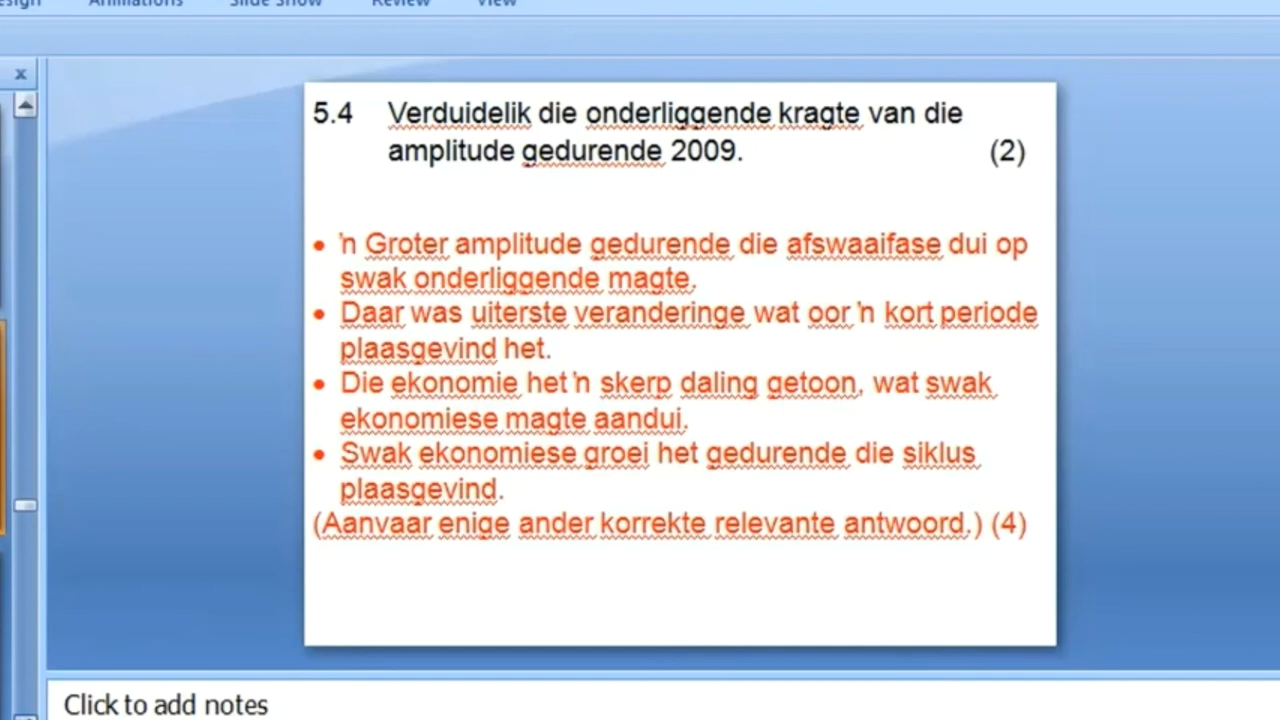 Animations Slide Show Review View
x
5.4 Verduidelik die onderliggende kragte van die
amplitude gedurende 2009. (2)
• 'n Groter amplitude gedurende die afswaaifase dui op
swak onderliggende magte.
• Daar was uiterste veranderinge wat oor 'n kort periode
plaasgevind het.
• Die ekonomie het 'n skerp daling getoon, wat swak
ekonomiese magte aandui.
• Swak ekonomiese groei het gedurende die siklus
plaasgevind.
(Aanvaar enige ander korrekte relevante antwoord.) (4)
Click to add notes